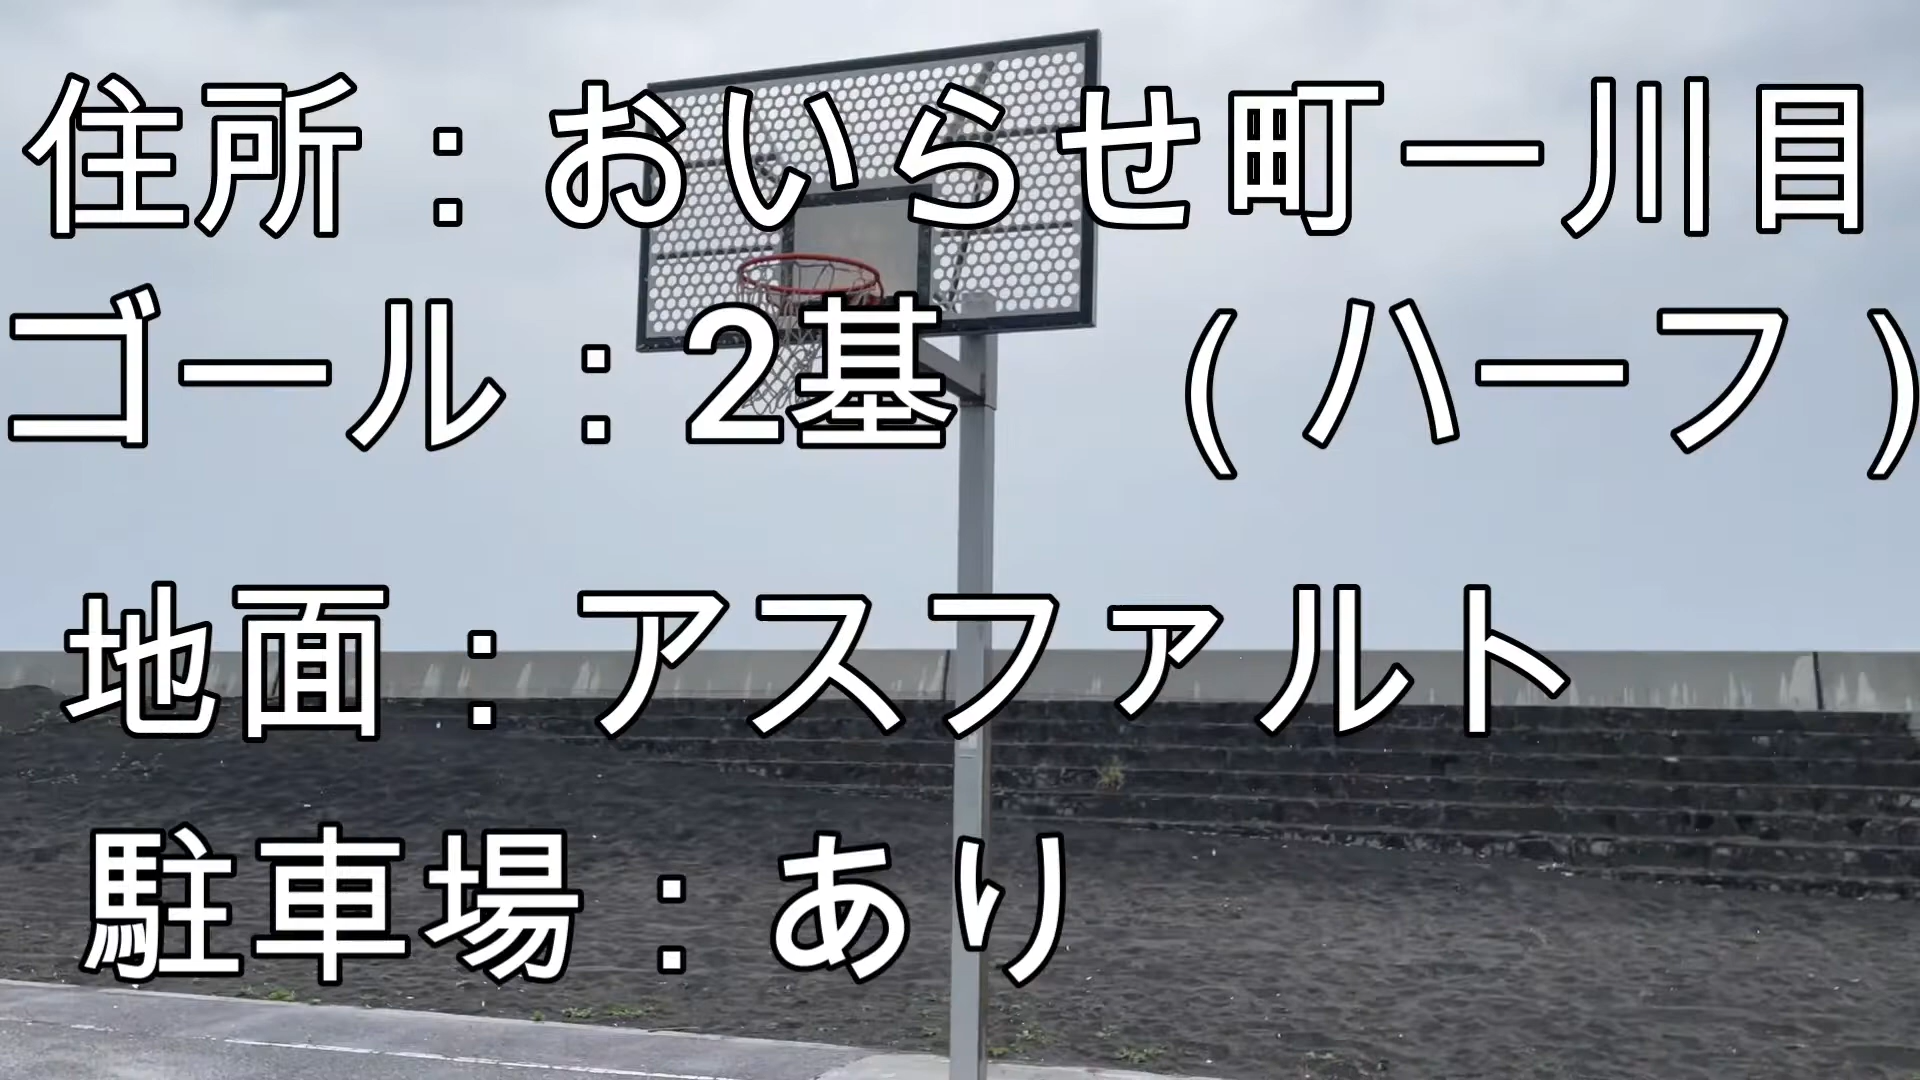 住所：おいらせ町一川目
ゴール：2基　（ハーフ）
地面：アスファルト
駐車場：あり